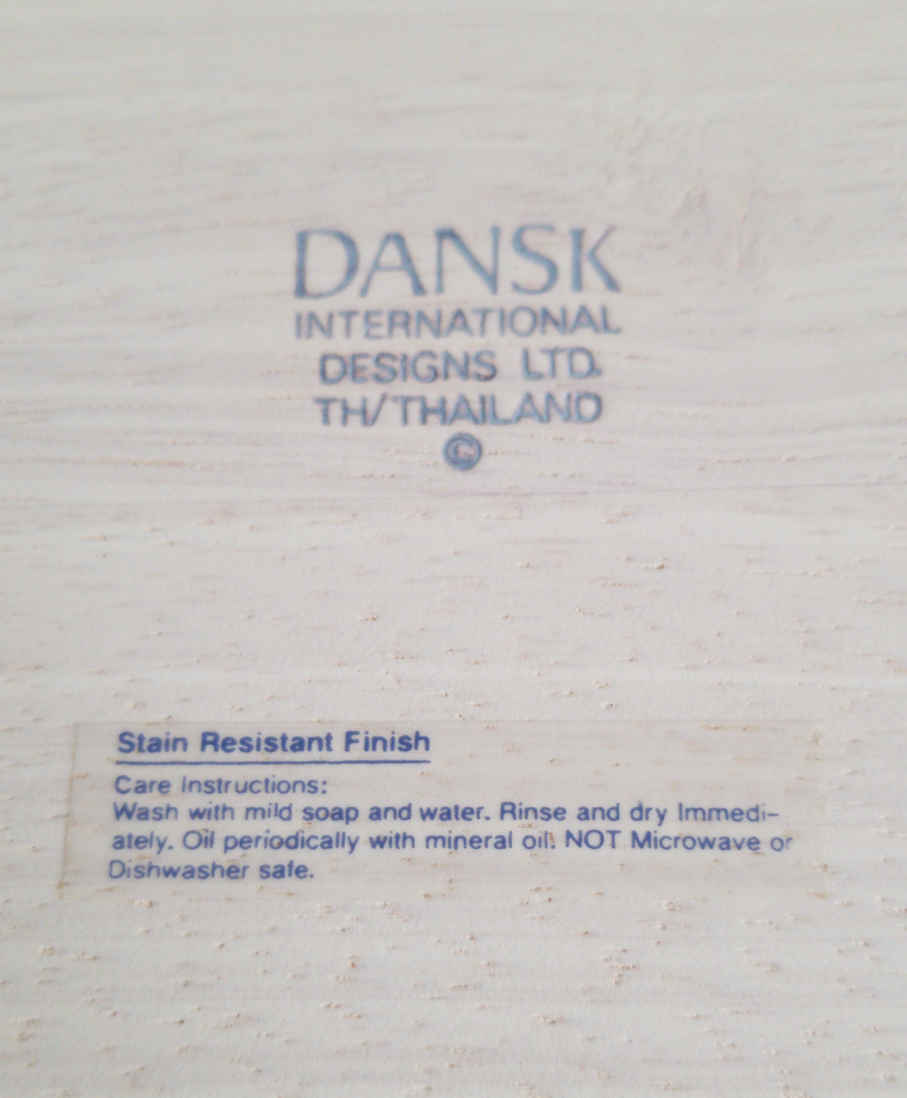 DANSK
INTERNATIONAL
DESIGNS LTD.
TH/THAILAND
©
Stain Resistant Finish
Care Instructions:
Wash with mild soap and water. Rinse and dry Immedi-
ately. Oil periodically with mineral oil. NOT Microwave or
Dishwasher safe.